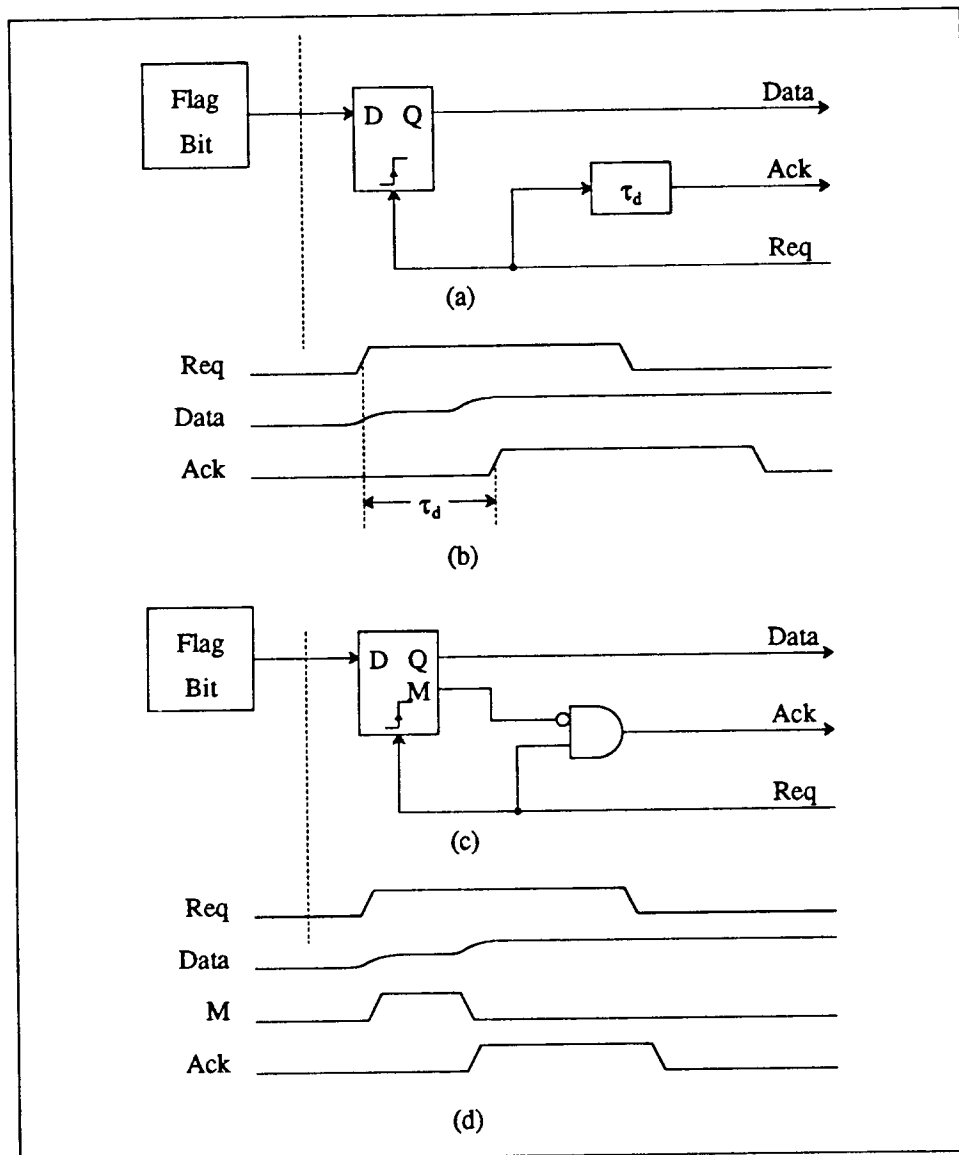 Flag
Bit
D Q
Data
τd
Ack
Req
(a)
Req
Data
Ack
τd
(b)
Flag
Bit
D Q
M
Data
Ack
Req
(c)
Req
Data
M
Ack
(d)